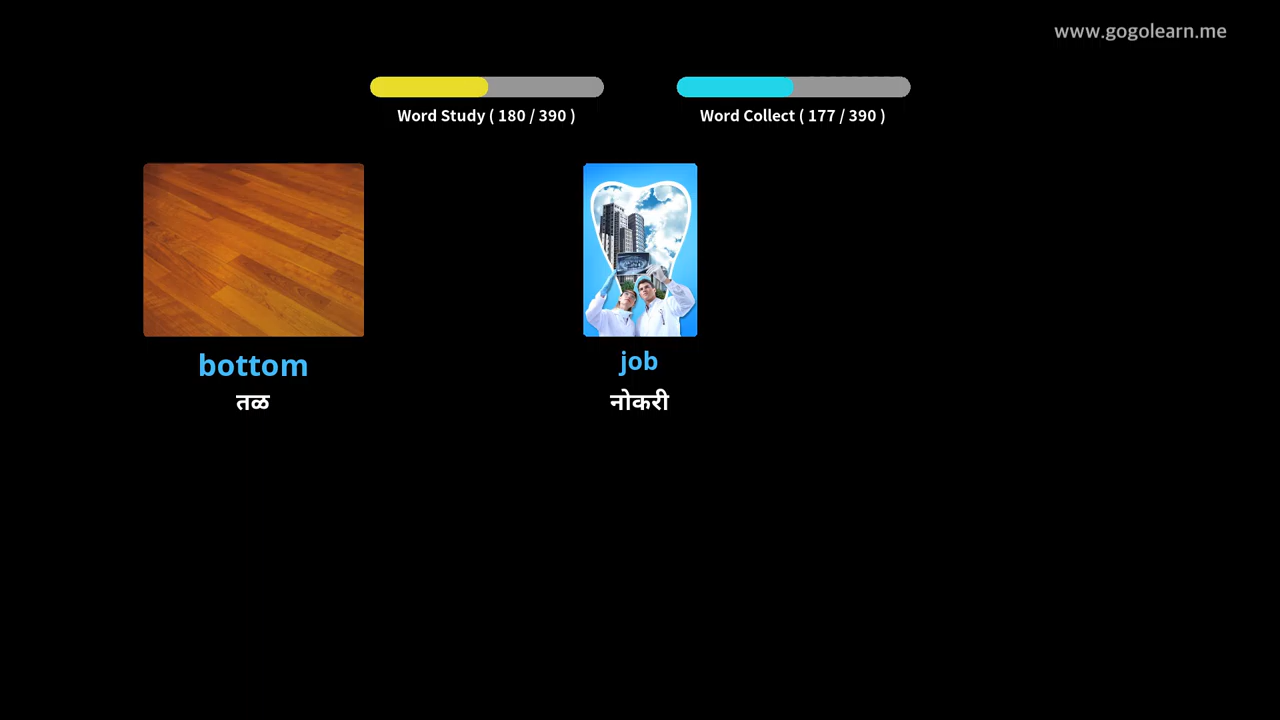 www.gogolearn.me
Word Study ( 180 / 390 )
Word Collect ( 177 / 390 )
bottom
तळ
job
नोकरी